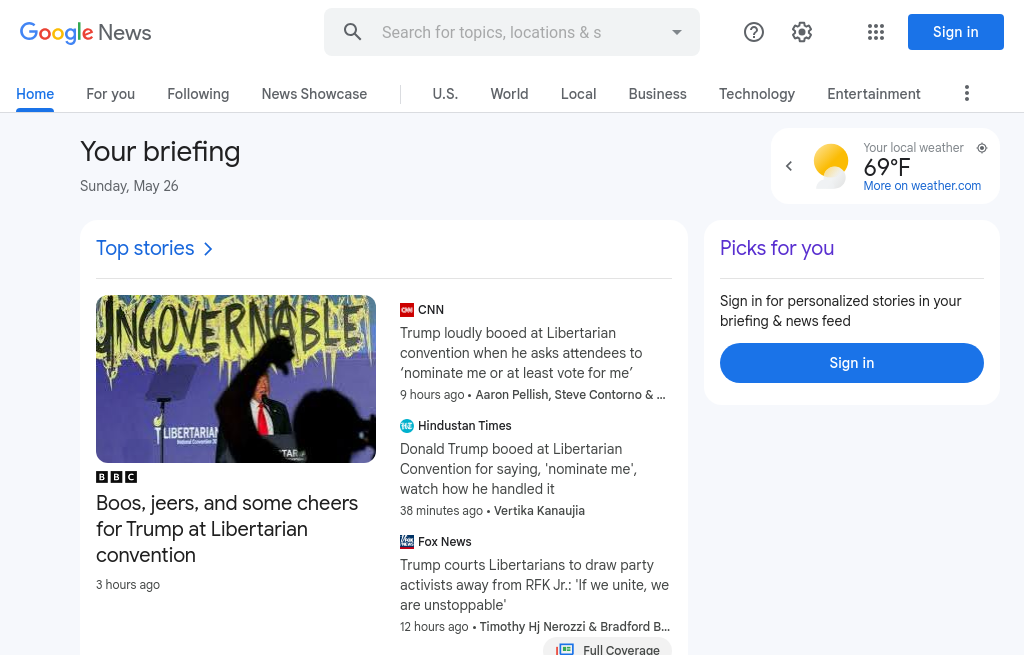 Google News
Search for topics, locations & s
Sign in
Home
For you
Following
News Showcase
U.S.
World
Local
Business
Technology
Entertainment
Your briefing
Sunday, May 26
Your local weather
69°F
More on weather.com
Top stories
Picks for you
Sign in for personalized stories in your
briefing & news feed
Sign in
UNGOVERNABLE
LIBERTARIAN
National Convention
BBC
Boos, jeers, and some cheers
for Trump at Libertarian
convention
3 hours ago
CNN
CNN
Trump loudly booed at Libertarian
convention when he asks attendees to
‘nominate me or at least vote for me’
9 hours ago • Aaron Pellish, Steve Contorno & …
Hindustan Times
Donald Trump booed at Libertarian
Convention for saying, 'nominate me',
watch how he handled it
38 minutes ago • Vertika Kanaujia
Fox News
Trump courts Libertarians to draw party
activists away from RFK Jr.: 'If we unite, we
are unstoppable'
12 hours ago • Timothy Hj Nerozzi & Bradford B…
Full Coverage